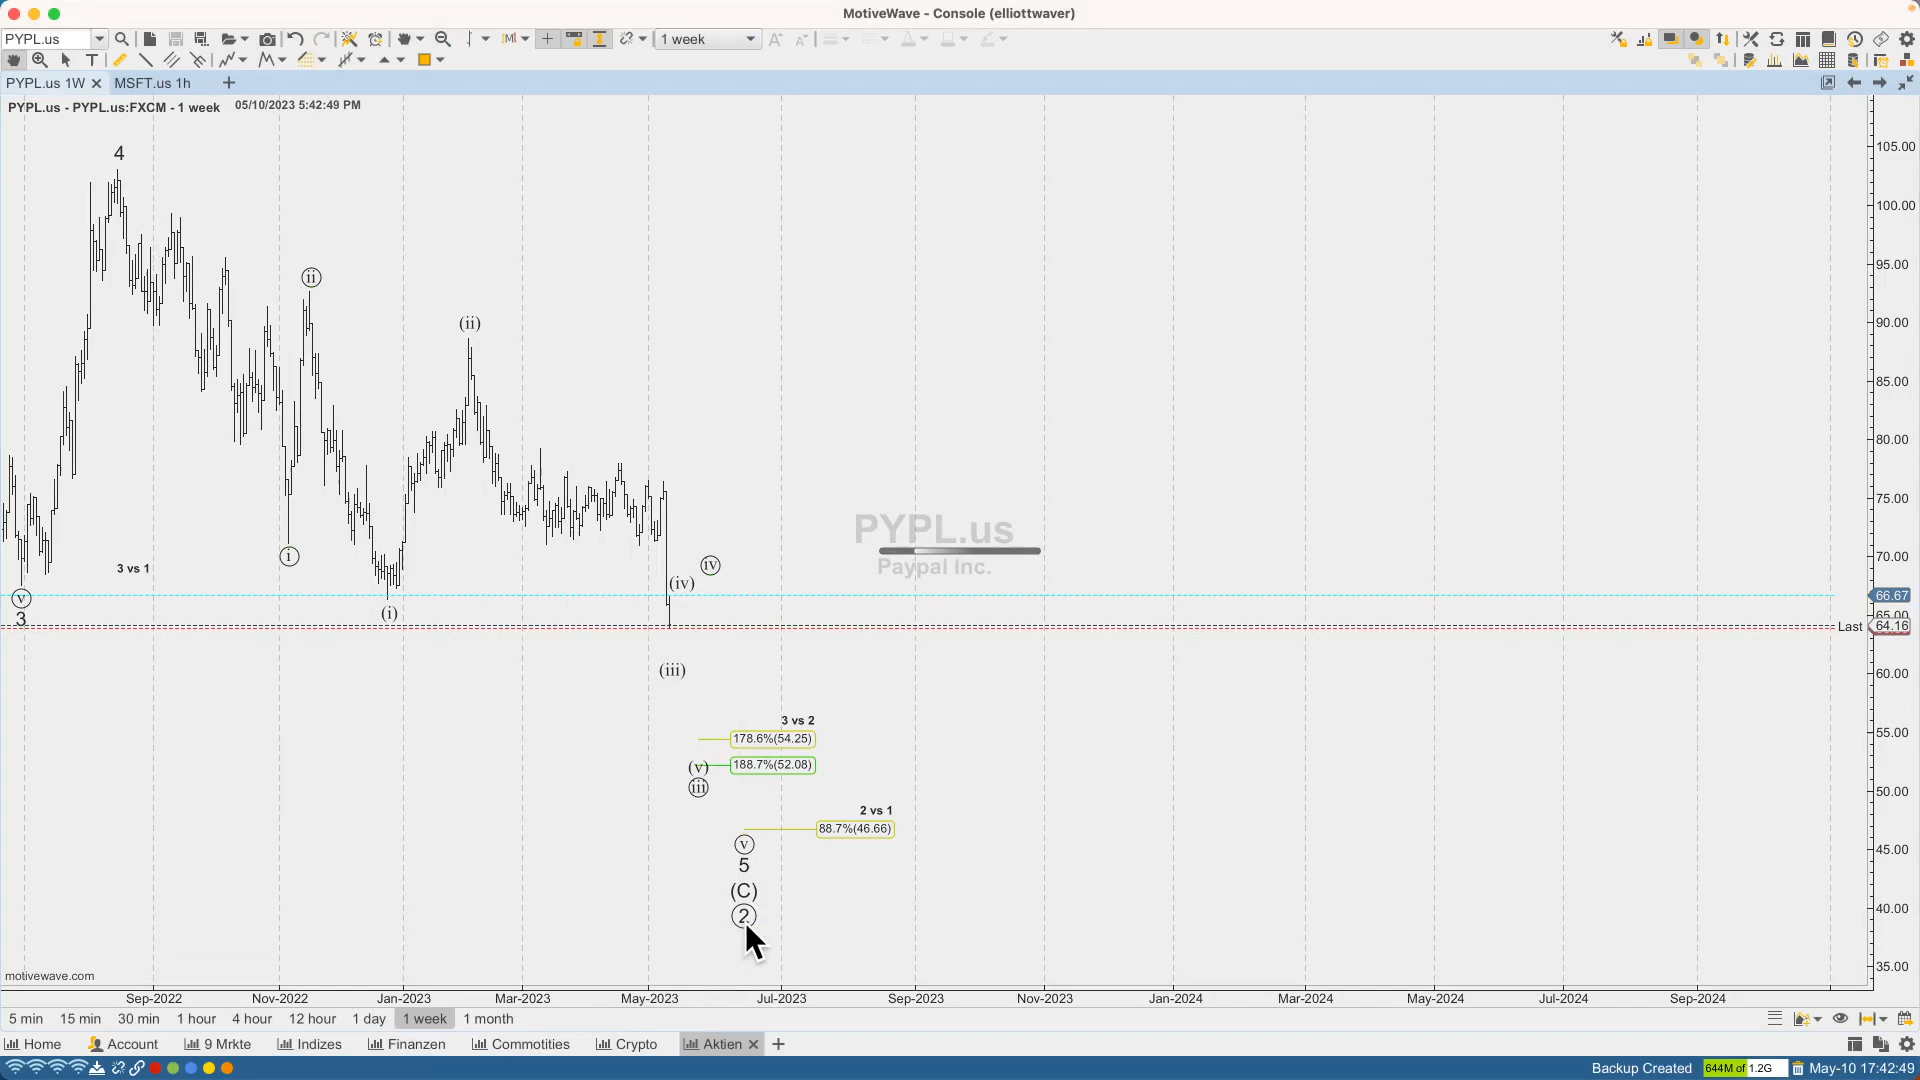 MotiveWave - Console (elliottwaver)
PYPL.us
1 week
PYPL.us 1W
MSFT.us 1h
PYPL.us - PYPL.us:FXCM - 1 week 05/10/2023 5:42:49 PM
4
ii
(ii)
i
(i)
3 vs 1
v
3
iv
(iv)
(iii)
PYPL.us
Paypal Inc.
3 vs 2
178.6%(54.25)
188.7%(52.08)
(v)
iii
2 vs 1
88.7%(46.66)
v
5
(C)
2
105.00
100.00
95.00
90.00
85.00
80.00
75.00
70.00
66.67
65.00
Last 64.16
60.00
55.00
50.00
45.00
40.00
35.00
motivewave.com
Sep-2022 Nov-2022 Jan-2023 Mar-2023 May-2023 Jul-2023 Sep-2023 Nov-2023 Jan-2024 Mar-2024 May-2024 Jul-2024 Sep-2024
5 min 15 min 30 min 1 hour 4 hour 12 hour 1 day 1 week 1 month
Home Account 9 Mrkte Indizes Finanzen Commotities Crypto Aktien
Backup Created 644M of 1.2G May-10 17:42:49